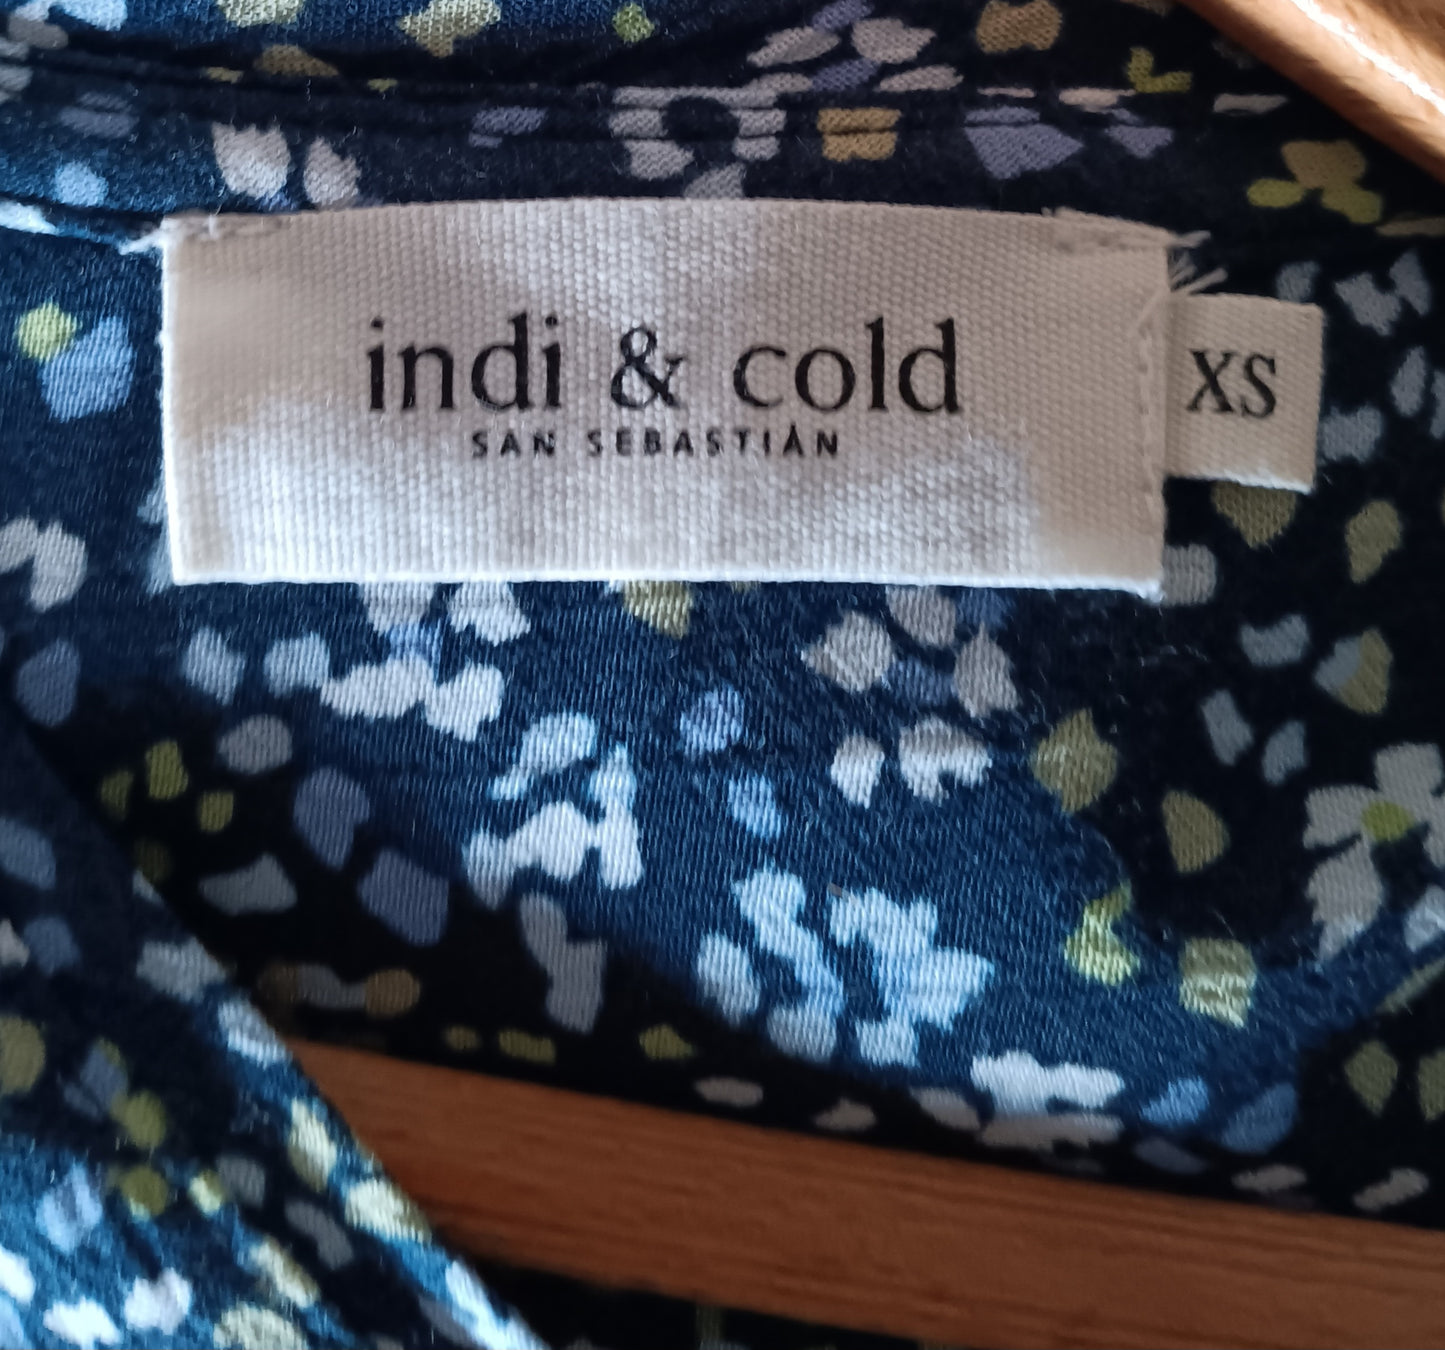 indi & cold
SAN SEBASTIÁN
XS